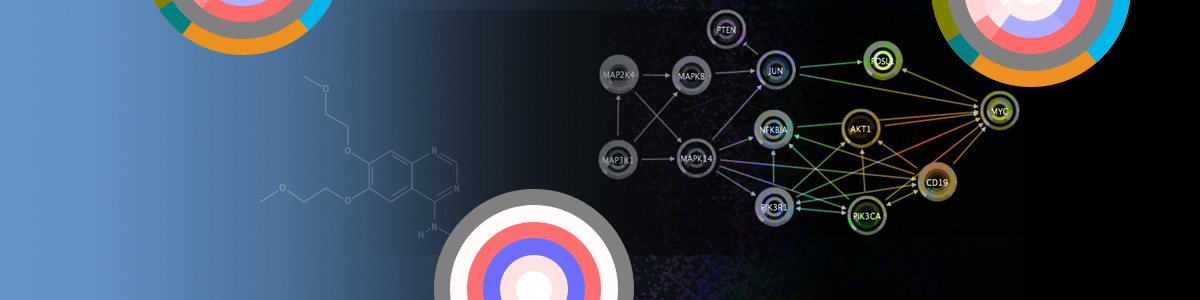 PTEN
FOSL1
JUN
MAP2K4
MAPK8
MYC
NFKBIA
AKT1
MAP3K1
MAPK14
CD19
PIK3R1
PIK3CA
O
O
O
O
N
N
N
H